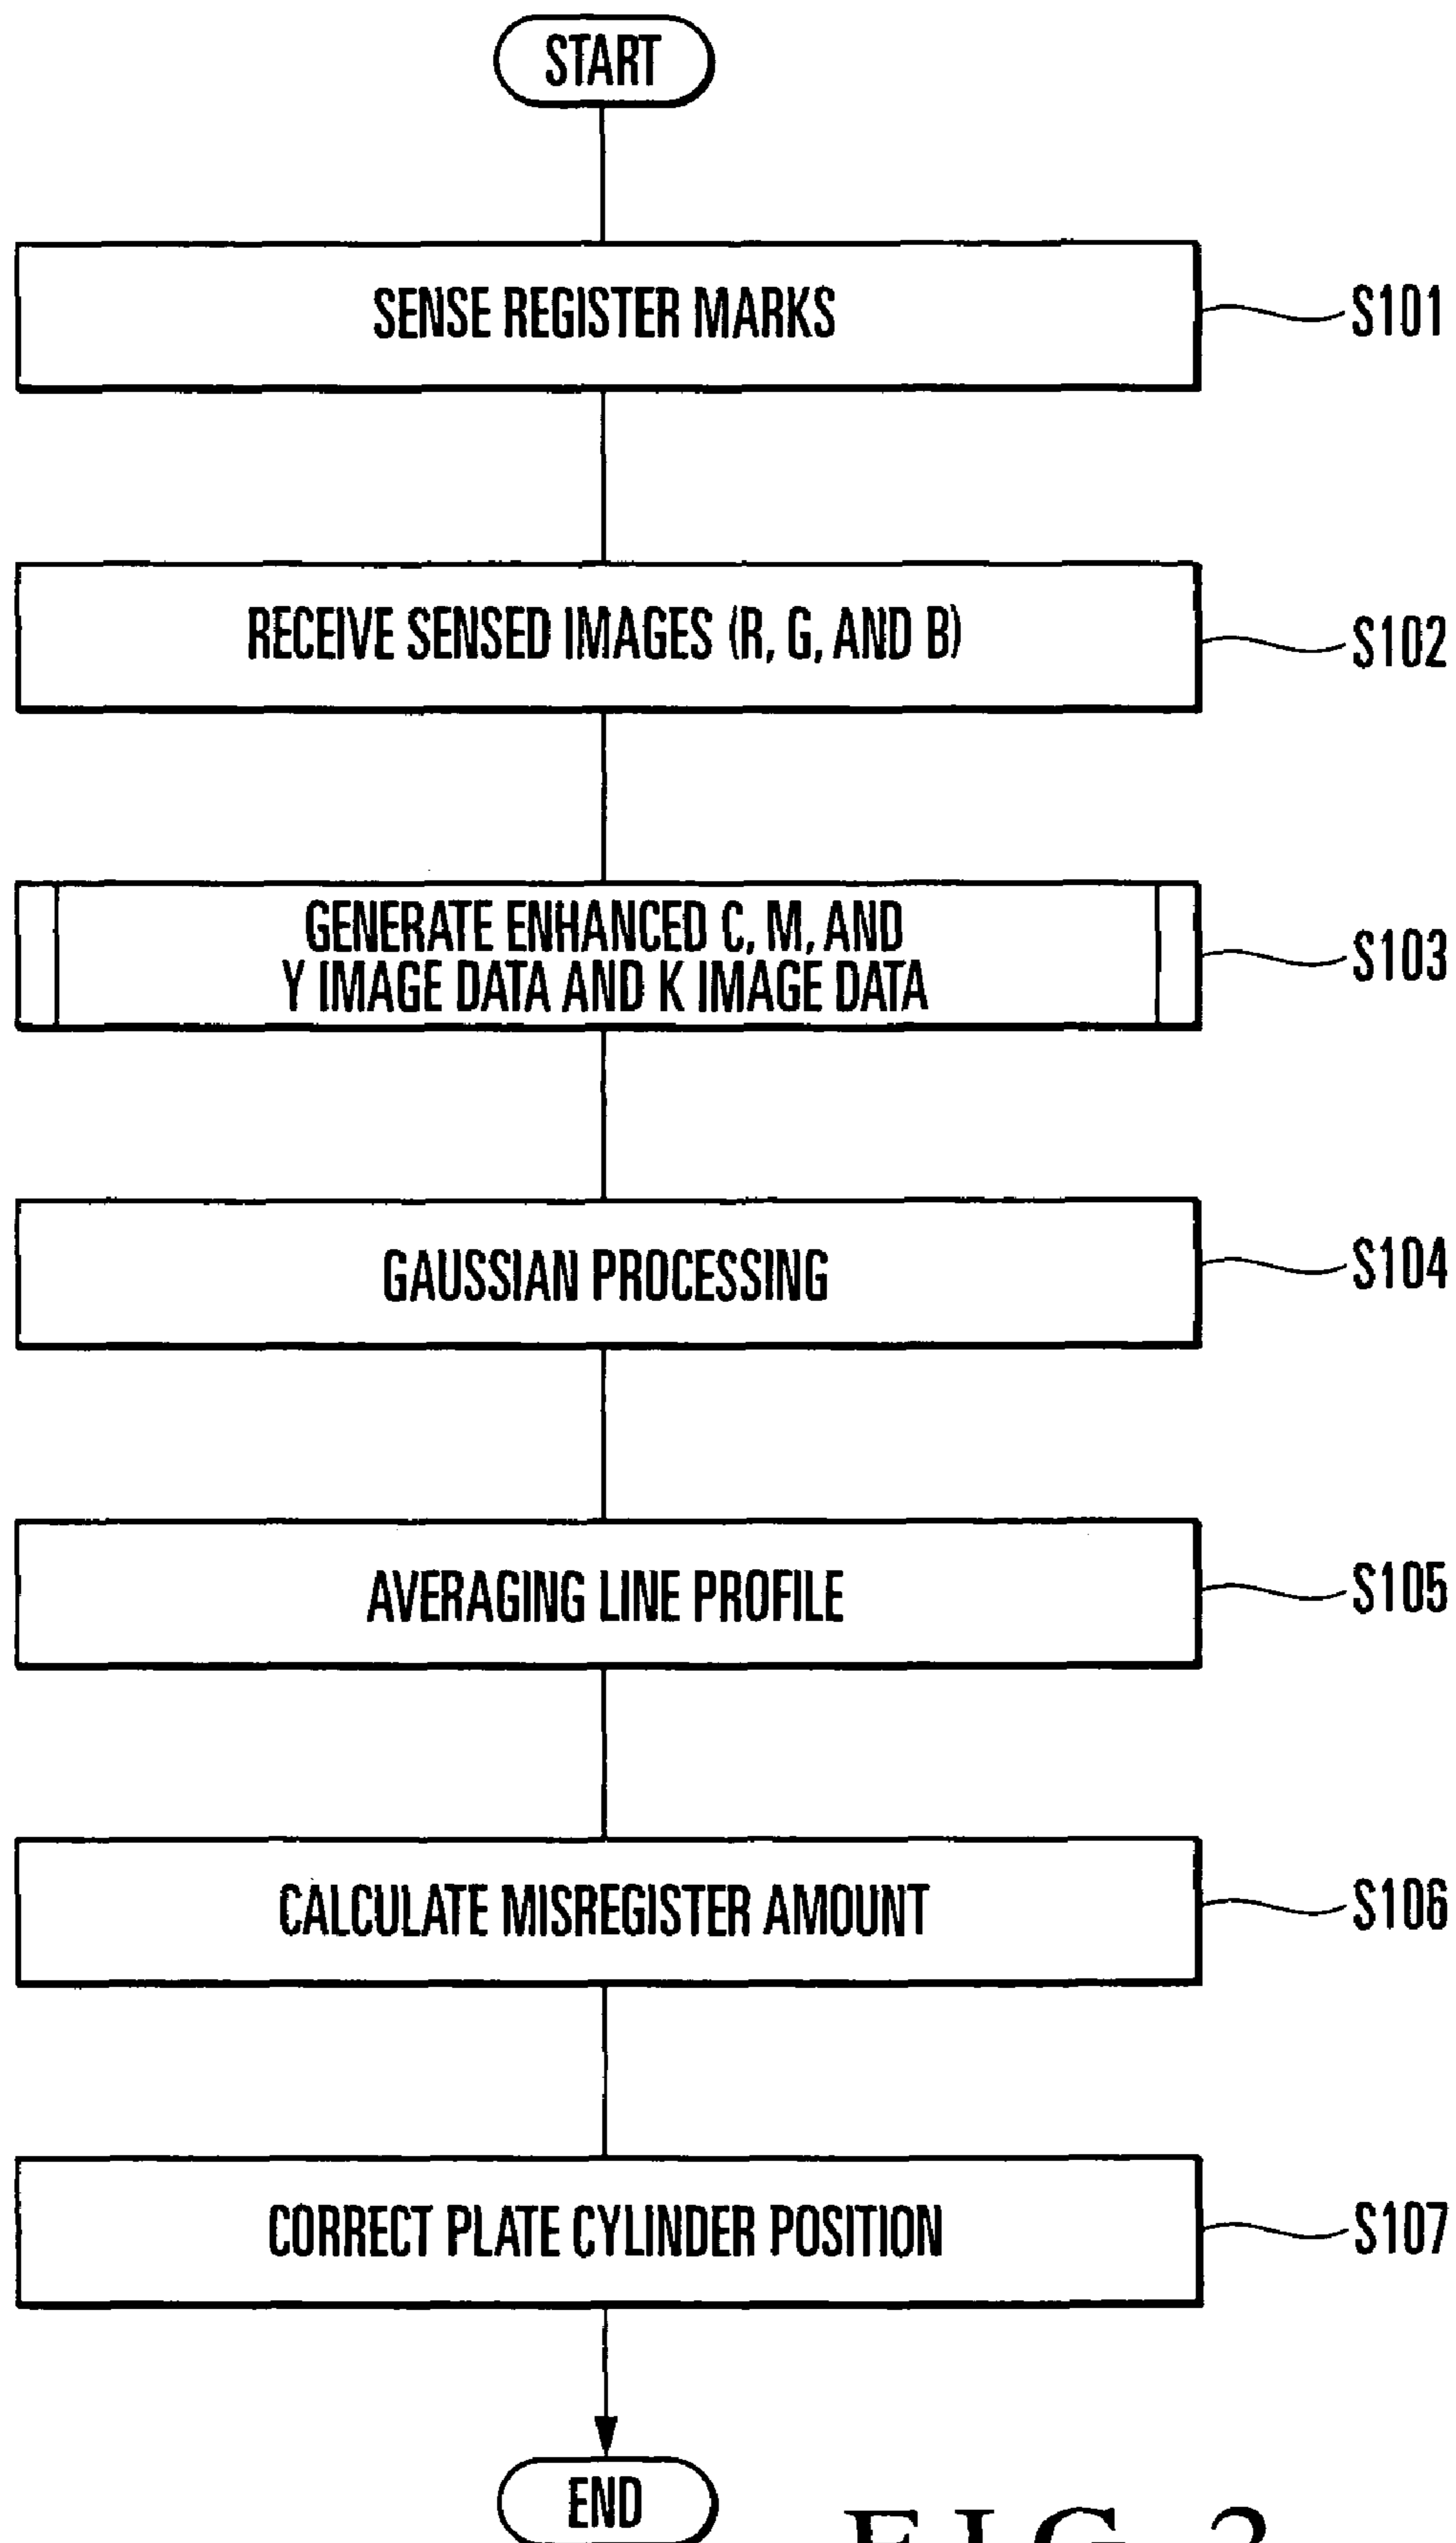 START
SENSE REGISTER MARKS
S101
RECEIVE SENSED IMAGES (R, G, AND B)
S102
GENERATE ENHANCED C, M, AND
Y IMAGE DATA AND K IMAGE DATA
S103
GAUSSIAN PROCESSING
S104
AVERAGING LINE PROFILE
S105
CALCULATE MISREGISTER AMOUNT
S106
CORRECT PLATE CYLINDER POSITION
S107
END
FIG.